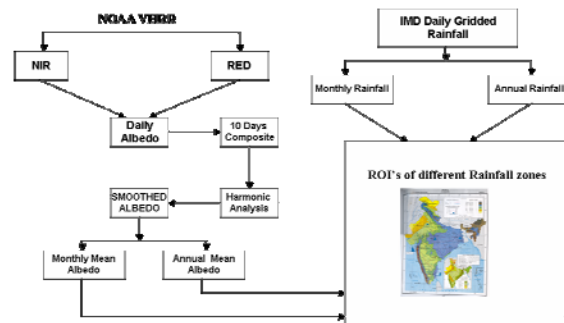 NOAA VHRR
NIR
RED
Daily
Albedo
10 Days
Composite
SMOOTHED
ALBEDO
Harmonic
Analysis
Monthly Mean
Albedo
Annual Mean
Albedo
IMD Daily Gridded
Rainfall
Monthly Rainfall
Annual Rainfall
ROI's of different Rainfall zones